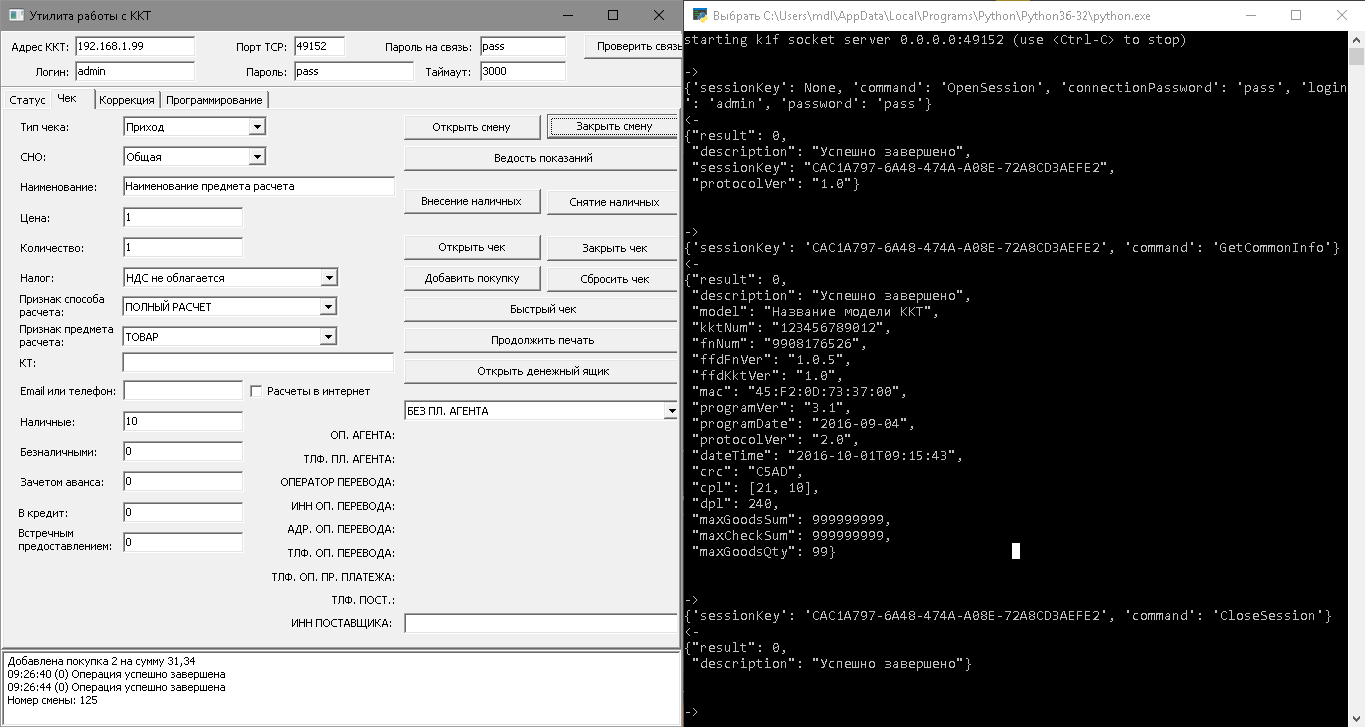 Утилита работы с ККТ
Адрес ККТ: 192.168.1.99 Порт TCP: 49152 Пароль на связь: pass Проверить связь
Логин: admin Пароль: pass Таймаут: 3000
Статус Чек Коррекция Программирование
Тип чека: Приход Открыть смену Закрыть смену
СНО: Общая Ведость показаний
Наименование: Наименование предмета расчета Внесение наличных Снятие наличных
Цена: 1
Количество: 1 Открыть чек Закрыть чек
Налог: НДС не облагается Добавить покупку Сбросить чек
Признак способа
расчета: ПОЛНЫЙ РАСЧЕТ Быстрый чек
Признак предмета
расчета: ТОВАР Продолжить печать
КТ: Открыть денежный ящик
Email или телефон: Расчеты в интернет
БЕЗ ПЛ. АГЕНТА
Наличные: 10
ОП. АГЕНТА:
Безналичными: 0
ТЛФ. ПЛ. АГЕНТА:
Зачетом аванса: 0 ОПЕРАТОР ПЕРЕВОДА:
ИНН ОП. ПЕРЕВОДА:
В кредит: 0
АДР. ОП. ПЕРЕВОДА:
Встречным
предоставлением: 0
ТЛФ. ОП. ПЕРЕВОДА:
ТЛФ. ОП. ПР. ПЛАТЕЖА:
ТЛФ. ПОСТ.:
ИНН ПОСТАВЩИКА:
Добавлена покупка 2 на сумму 31,34
09:26:40 (0) Операция успешно завершена
09:26:44 (0) Операция успешно завершена
Номер смены: 125
Выбрать C:\Users\mdl\AppData\Local\Programs\Python\Python36-32\python.exe
starting k1f socket server 0.0.0.0:49152 (use <Ctrl-C> to stop)
->
{'sessionKey': None, 'command': 'OpenSession', 'connectionPassword': 'pass', 'login
': 'admin', 'password': 'pass'}
<-
{"result": 0,
"description": "Успешно завершено",
"sessionKey": "CAC1A797-6A48-474A-A08E-72A8CD3AEFE2",
"protocolVer": "1.0"}
->
{'sessionKey': 'CAC1A797-6A48-474A-A08E-72A8CD3AEFE2', 'command': 'GetCommonInfo'}
<-
{"result": 0,
"description": "Успешно завершено",
"model": "Название модели ККТ",
"kktNum": "123456789012",
"fnNum": "9908176526",
"ffdFnVer": "1.0.5",
"ffdKktVer": "1.0",
"mac": "45:F2:0D:73:37:00",
"programVer": "3.1",
"programDate": "2016-09-04",
"protocolVer": "2.0",
"dateTime": "2016-10-01T09:15:43",
"crc": "C5AD",
"cpl": [21, 10],
"dpl": 240,
"maxGoodsSum": 999999999,
"maxCheckSum": 999999999,
"maxGoodsQty": 99}
->
{'sessionKey': 'CAC1A797-6A48-474A-A08E-72A8CD3AEFE2', 'command': 'CloseSession'}
<-
{"result": 0,
"description": "Успешно завершено"}
->